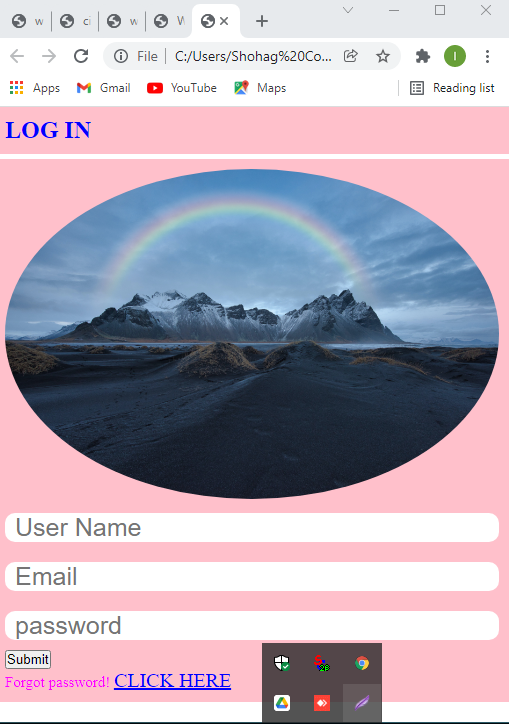 w
ci
w
W
File
C:/Users/Shohag%20Co...
I
Apps
Gmail
YouTube
Maps
Reading list
LOG IN
User Name
Email
password
Submit
Forgot password! CLICK HERE